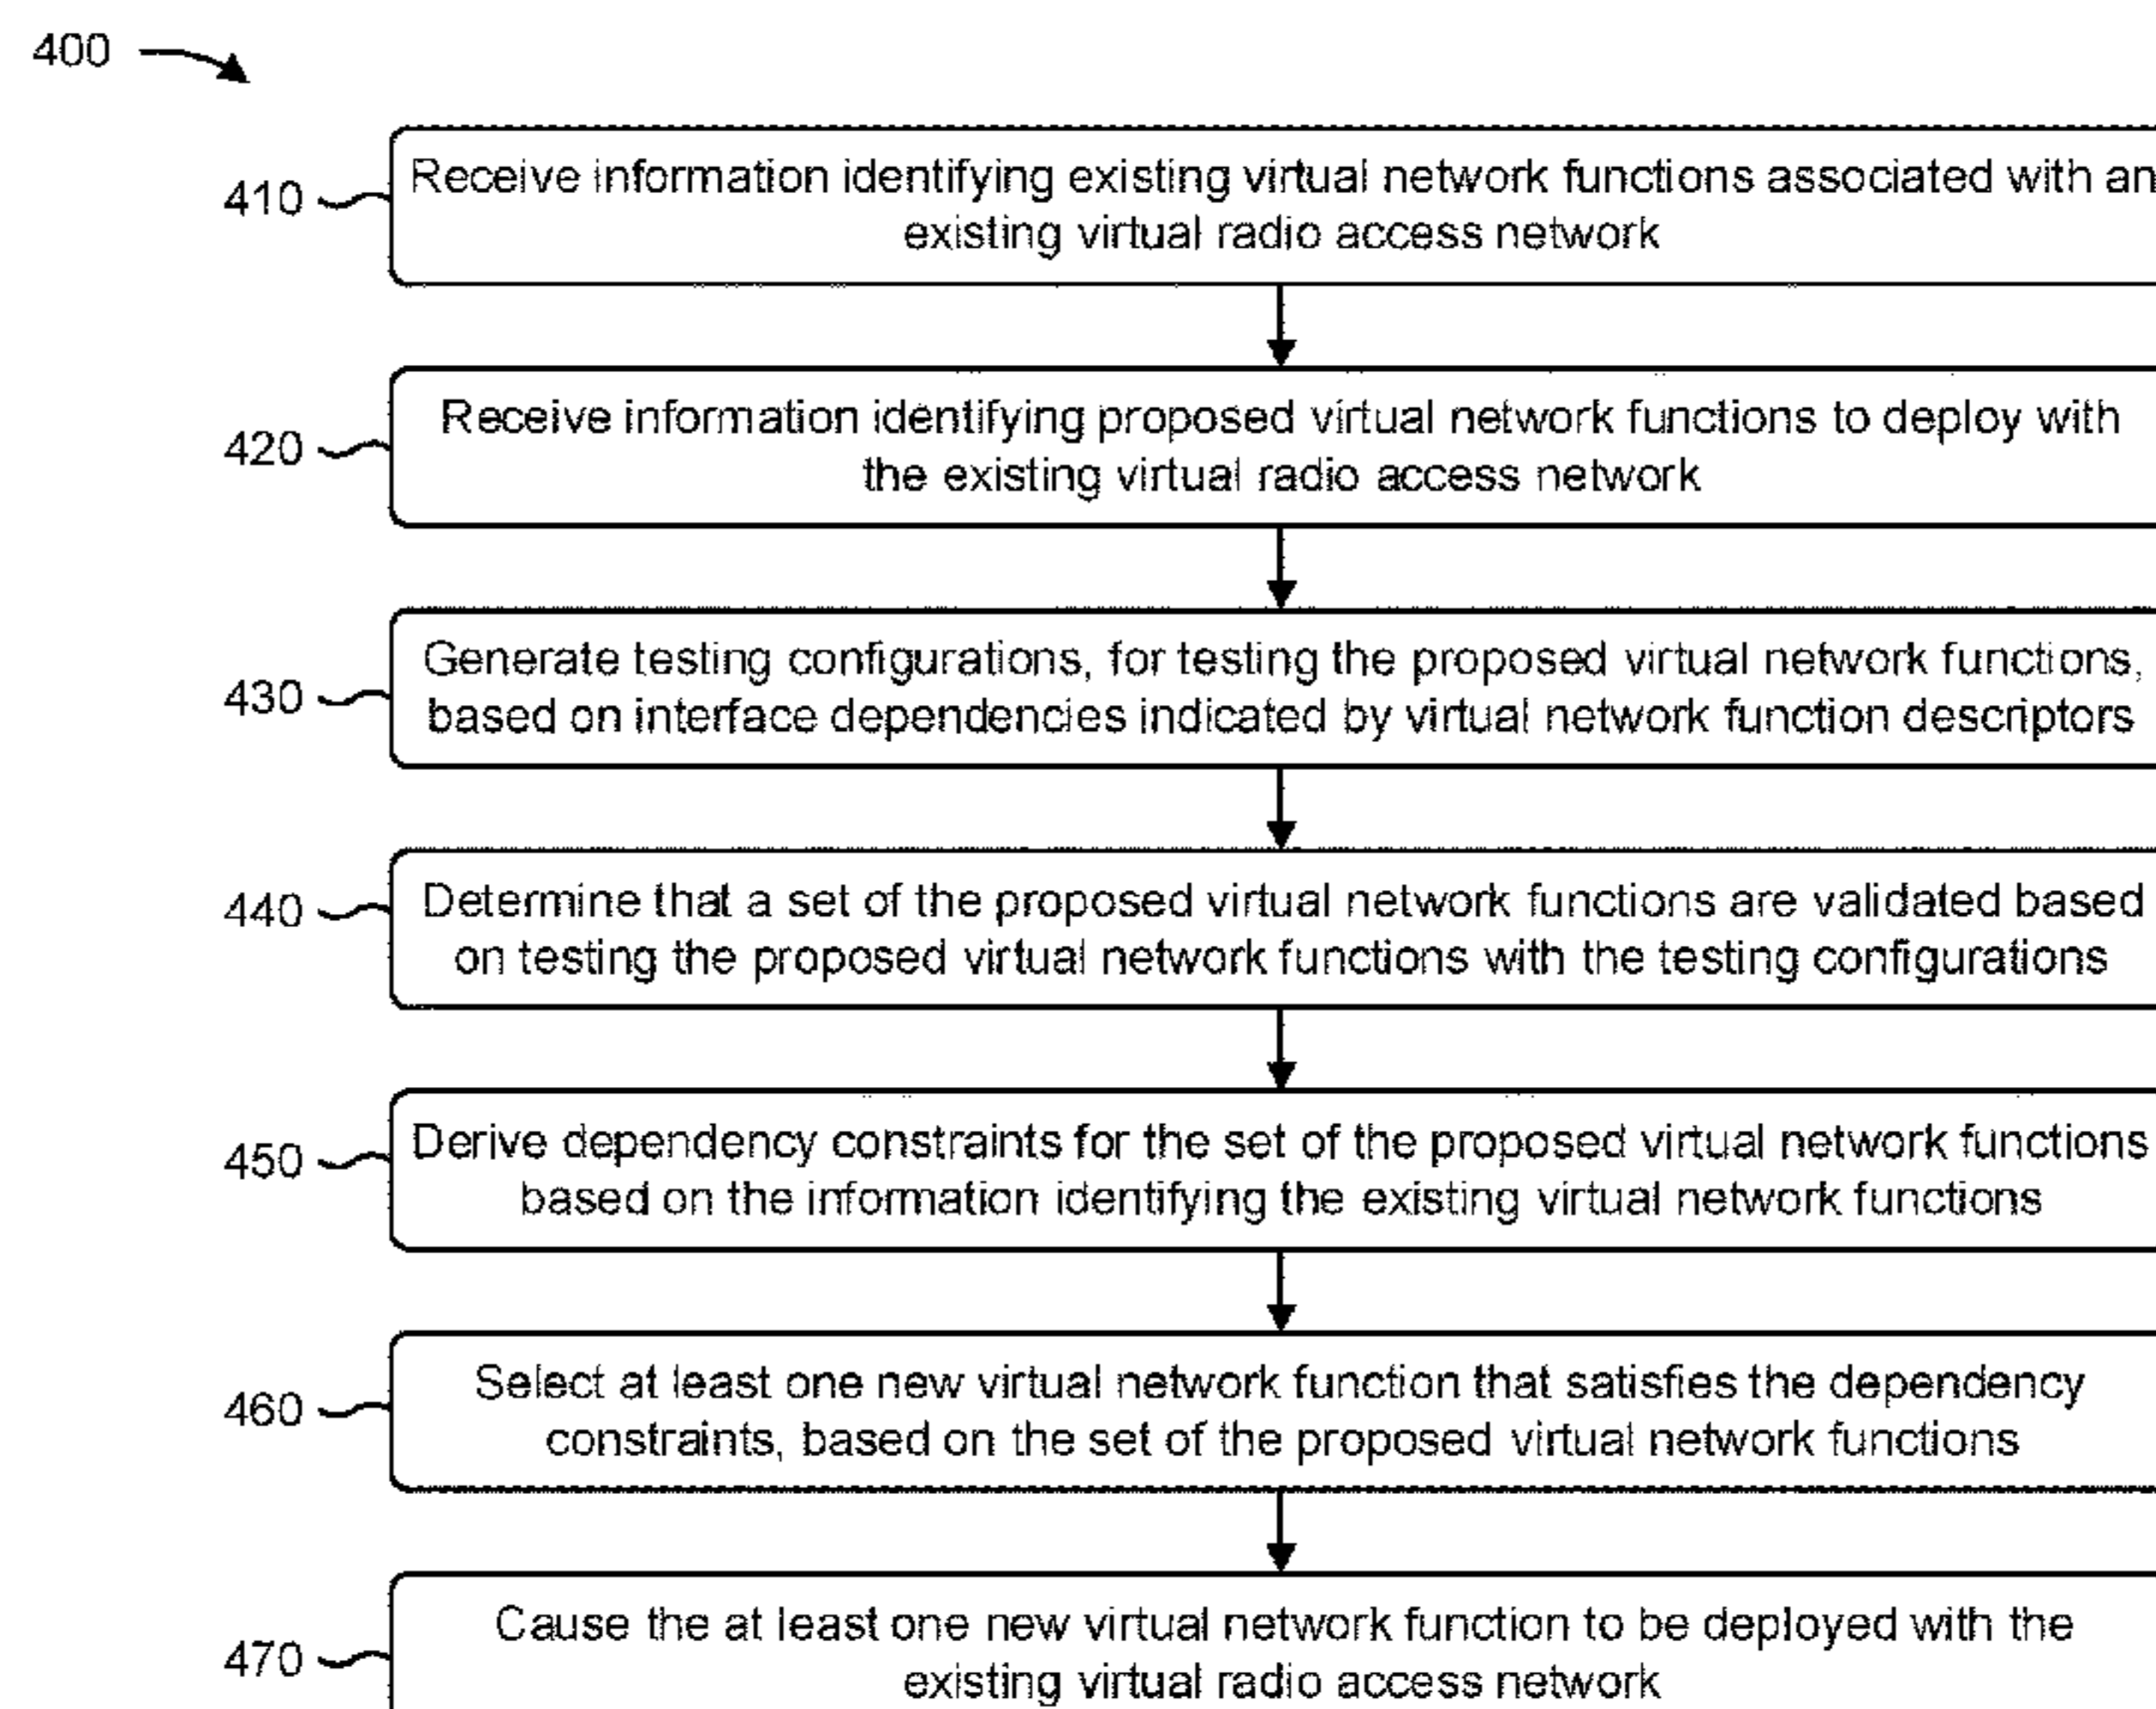 400
410
Receive information identifying existing virtual network functions associated with an
existing virtual radio access network
420
Receive information identifying proposed virtual network functions to deploy with
the existing virtual radio access network
430
Generate testing configurations, for testing the proposed virtual network functions,
based on interface dependencies indicated by virtual network function descriptors
440
Determine that a set of the proposed virtual network functions are validated based
on testing the proposed virtual network functions with the testing configurations
450
Derive dependency constraints for the set of the proposed virtual network functions
based on the information identifying the existing virtual network functions
460
Select at least one new virtual network function that satisfies the dependency
constraints, based on the set of the proposed virtual network functions
470
Cause the at least one new virtual network function to be deployed with the
existing virtual radio access network